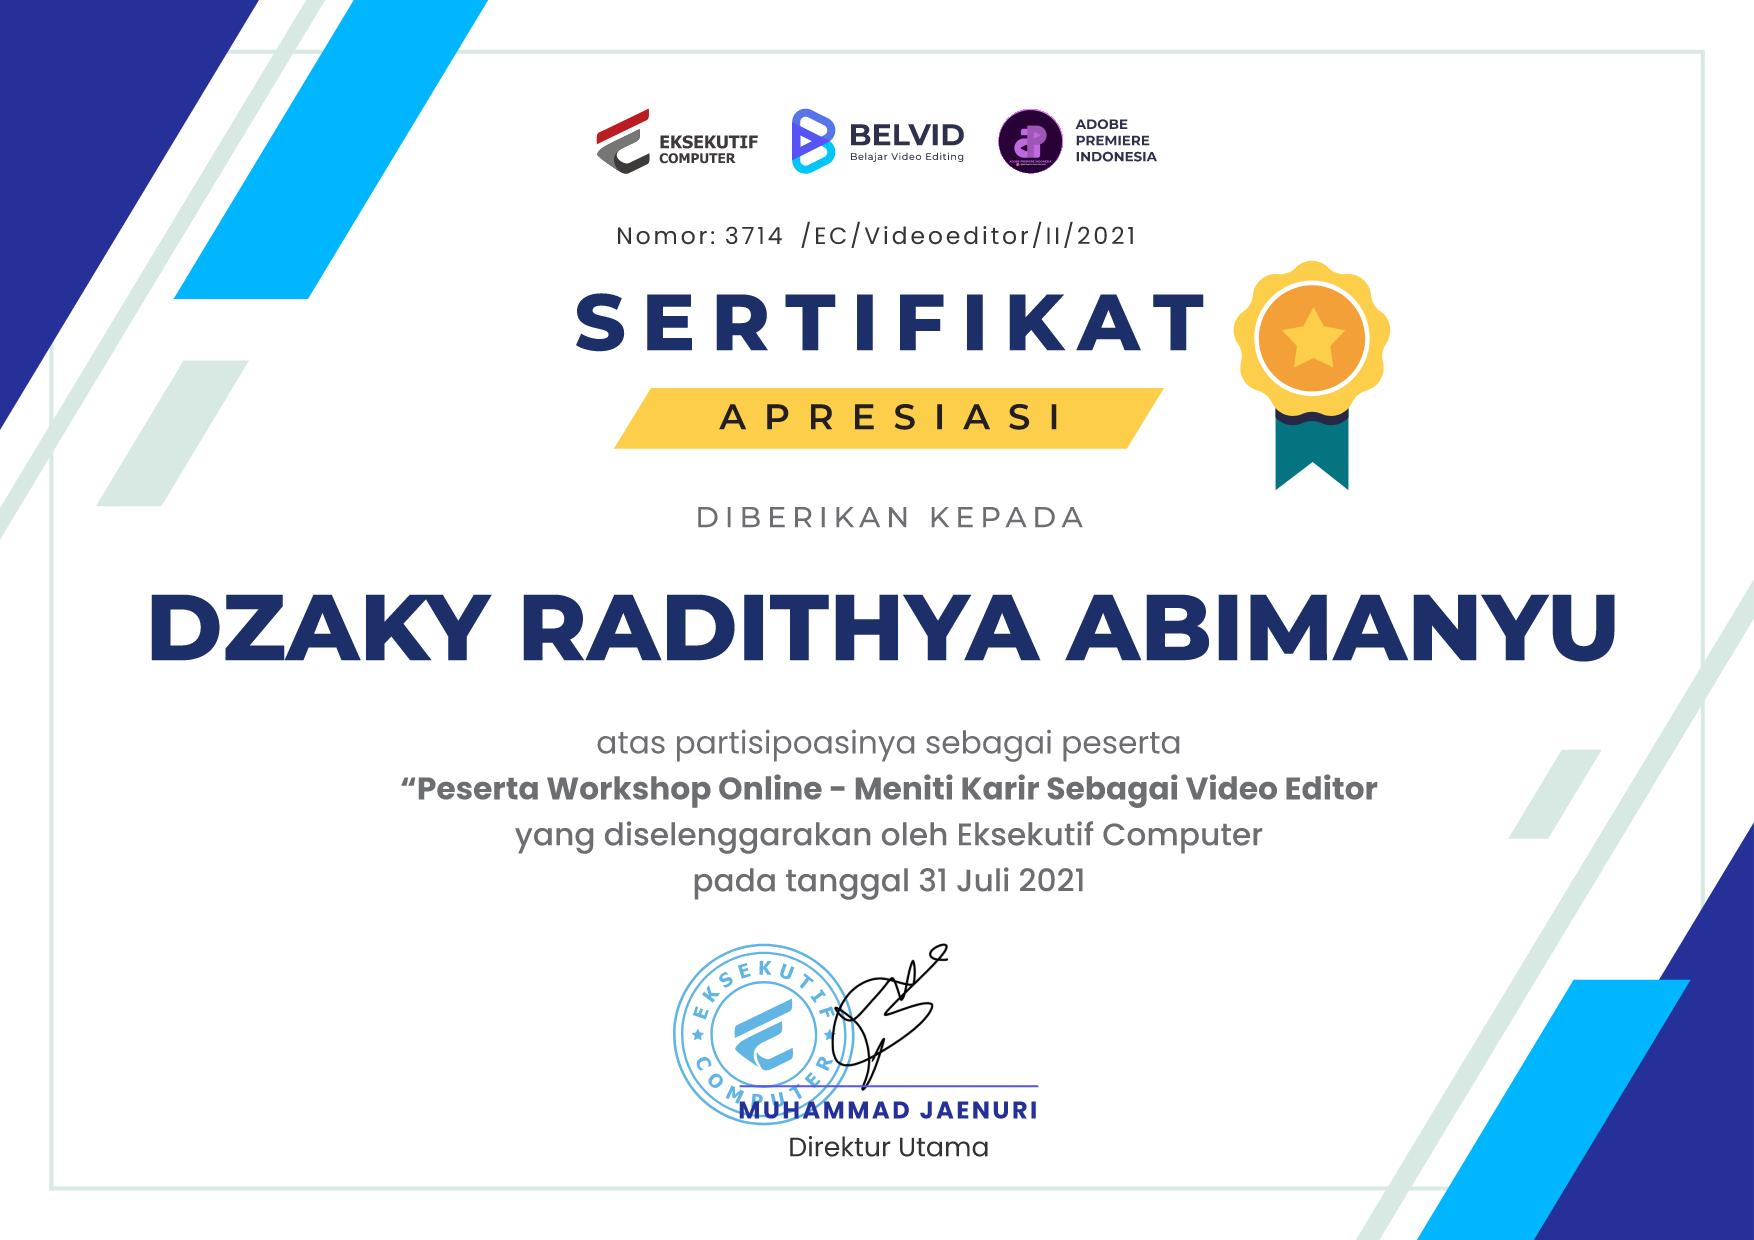 EKSEKUTIF
COMPUTER
BELVID
Belajar Video Editing
ADOBE
PREMIERE
INDONESIA
Nomor: 3714 /EC/Videoeditor/II/2021
SERTIFIKAT
APRESIASI
DIBERIKAN KEPADA
DZAKY RADITHYA ABIMANYU
atas partisipoasinya sebagai peserta
“Peserta Workshop Online - Meniti Karir Sebagai Video Editor
yang diselenggarakan oleh Eksekutif Computer
pada tanggal 31 Juli 2021
EKSEKUTIF
COMPUTER
MUHAMMAD JAENURI
Direktur Utama